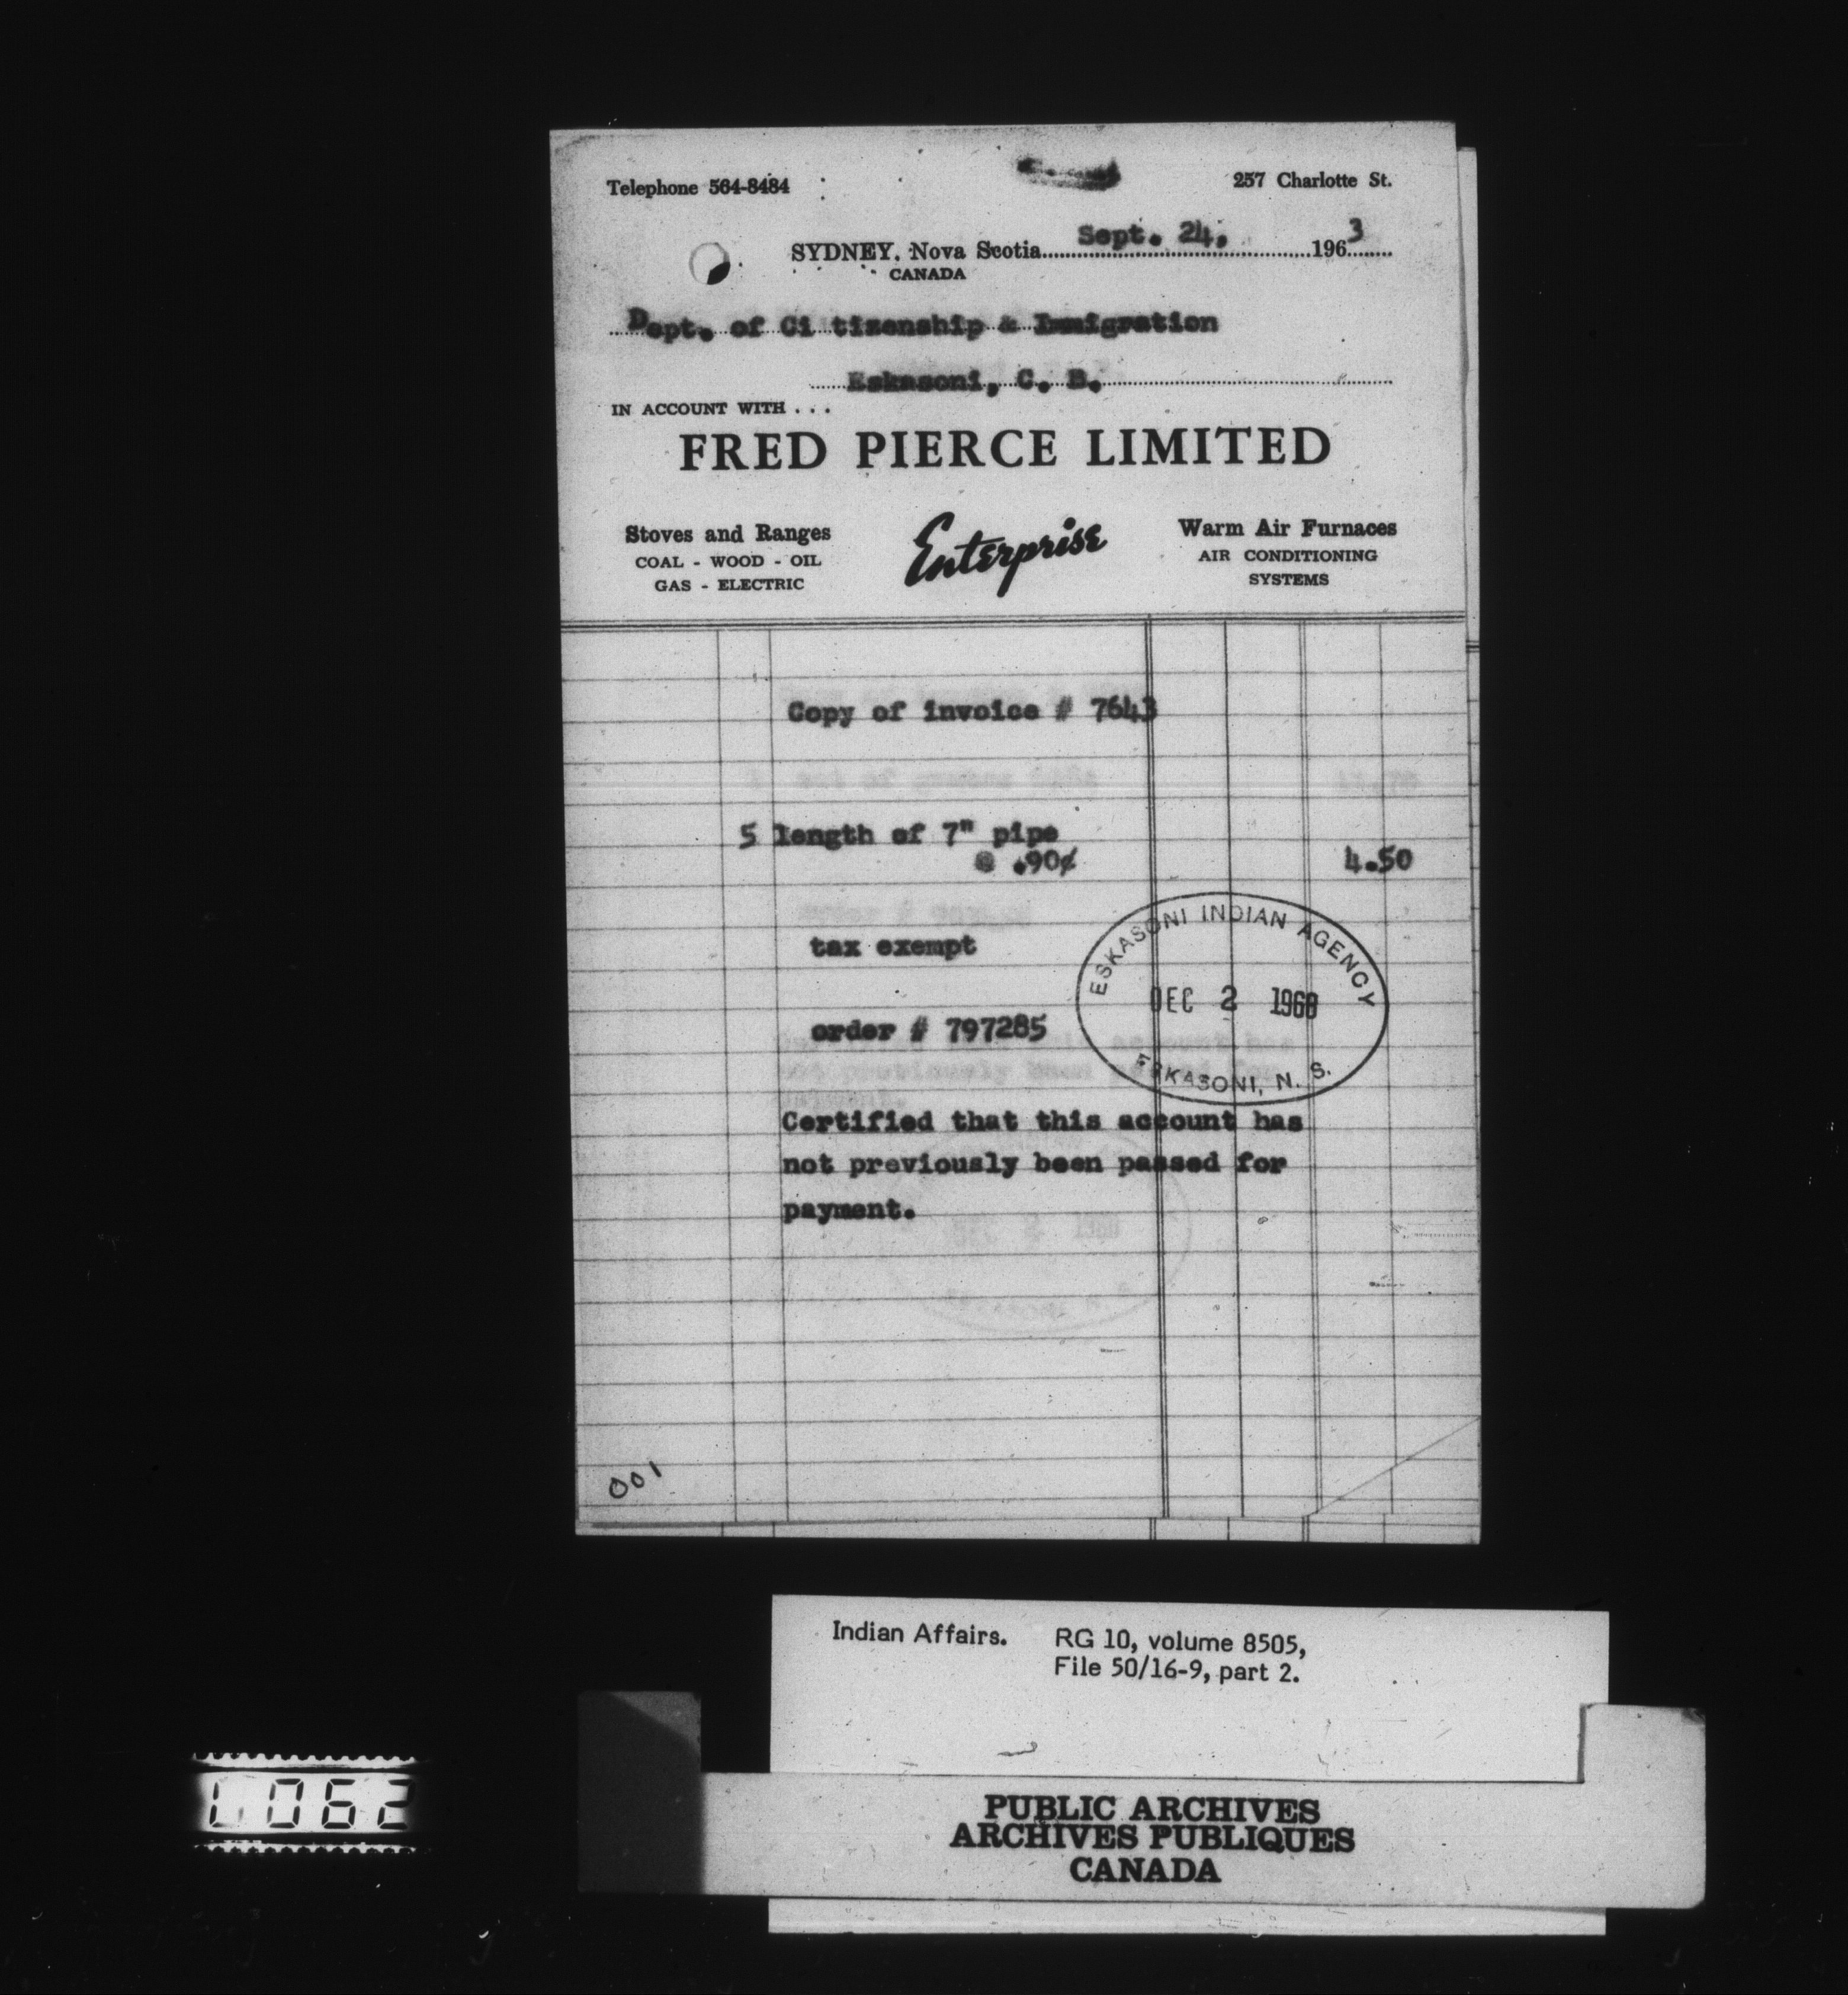 Telephone 564-8484
257 Charlotte St.
Sept. 24,
SYDNEY, Nova Scotia 196 3
CANADA
Dept. of Ci tizenship & Immigration
Eskasoni, C. B.
IN ACCOUNT WITH . . .
FRED PIERCE LIMITED
Stoves and Ranges
COAL - WOOD - OIL
GAS - ELECTRIC
Enterprise
Warm Air Furnaces
AIR CONDITIONING
SYSTEMS
Copy of invoice # 7643
5 length of 7" pipe
@ .90¢ 4.50
tax exempt
order # 797285
ESKASONI INDIAN AGENCY
DEC 2
ESKASONI, N. S.
Certified that this account has
not previously been passed for
payment.
001
Indian Affairs. RG 10, volume 8505,
File 50/16-9, part 2.
PUBLIC ARCHIVES
ARCHIVES PUBLIQUES
CANADA